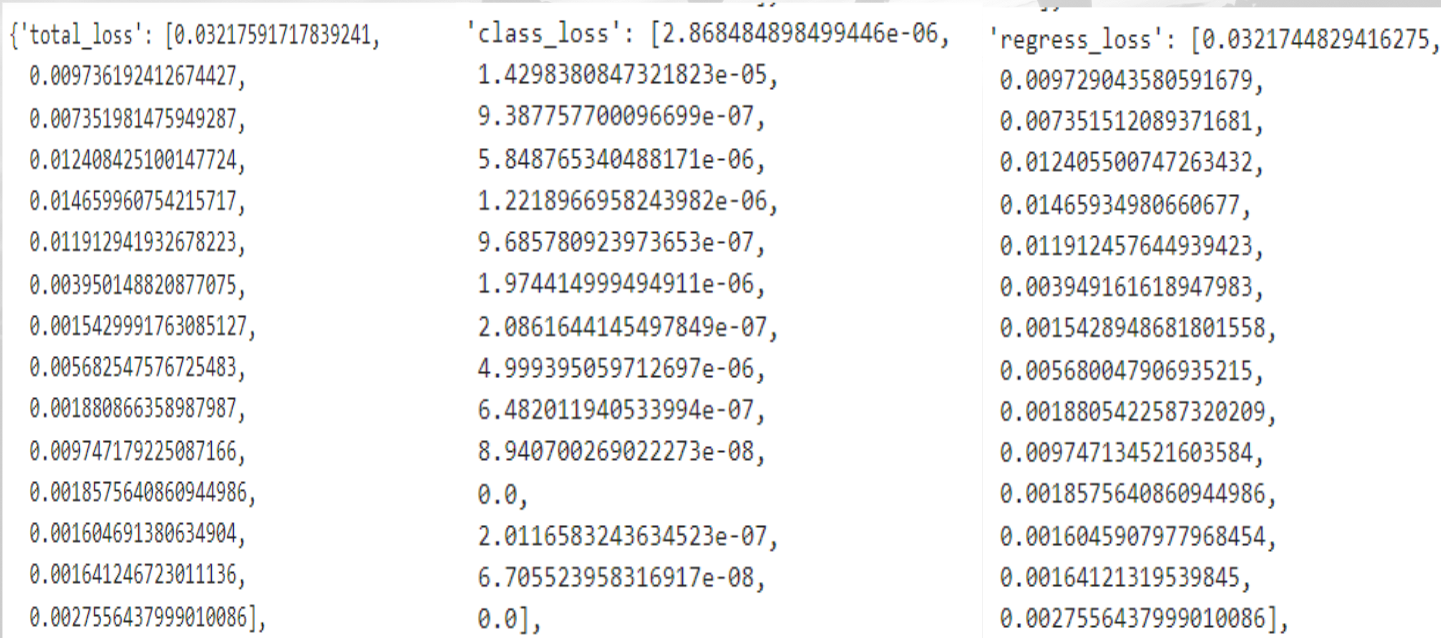 {'total_loss': [0.03217591717839241,
0.009736192412674427,
0.007351981475949287,
0.012408425100147724,
0.014659960754215717,
0.011912941932678223,
0.003950148820877075,
0.0015429991763085127,
0.005682547576725483,
0.001880866358987987,
0.009747179225087166,
0.0018575640860944986,
0.001604691380634904,
0.001641246723011136,
0.0027556437999010086],
'class_loss': [2.868484898499446e-06,
1.4298380847321823e-05,
9.387757700096699e-07,
5.848765340488171e-06,
1.2218966958243982e-06,
9.685780923973653e-07,
1.974414999494911e-06,
2.0861644145497849e-07,
4.999395059712697e-06,
6.482011940533994e-07,
8.940700269022273e-08,
0.0,
2.0116583243634523e-07,
6.705523958316917e-08,
0.0],
'regress_loss': [0.0321744829416275,
0.009729043580591679,
0.007351512089371681,
0.012405500747263432,
0.01465934980660677,
0.011912457644939423,
0.003949161618947983,
0.0015428948681801558,
0.005680047906935215,
0.0018805422587320209,
0.009747134521603584,
0.0018575640860944986,
0.0016045907977968454,
0.00164121319539845,
0.0027556437999010086],